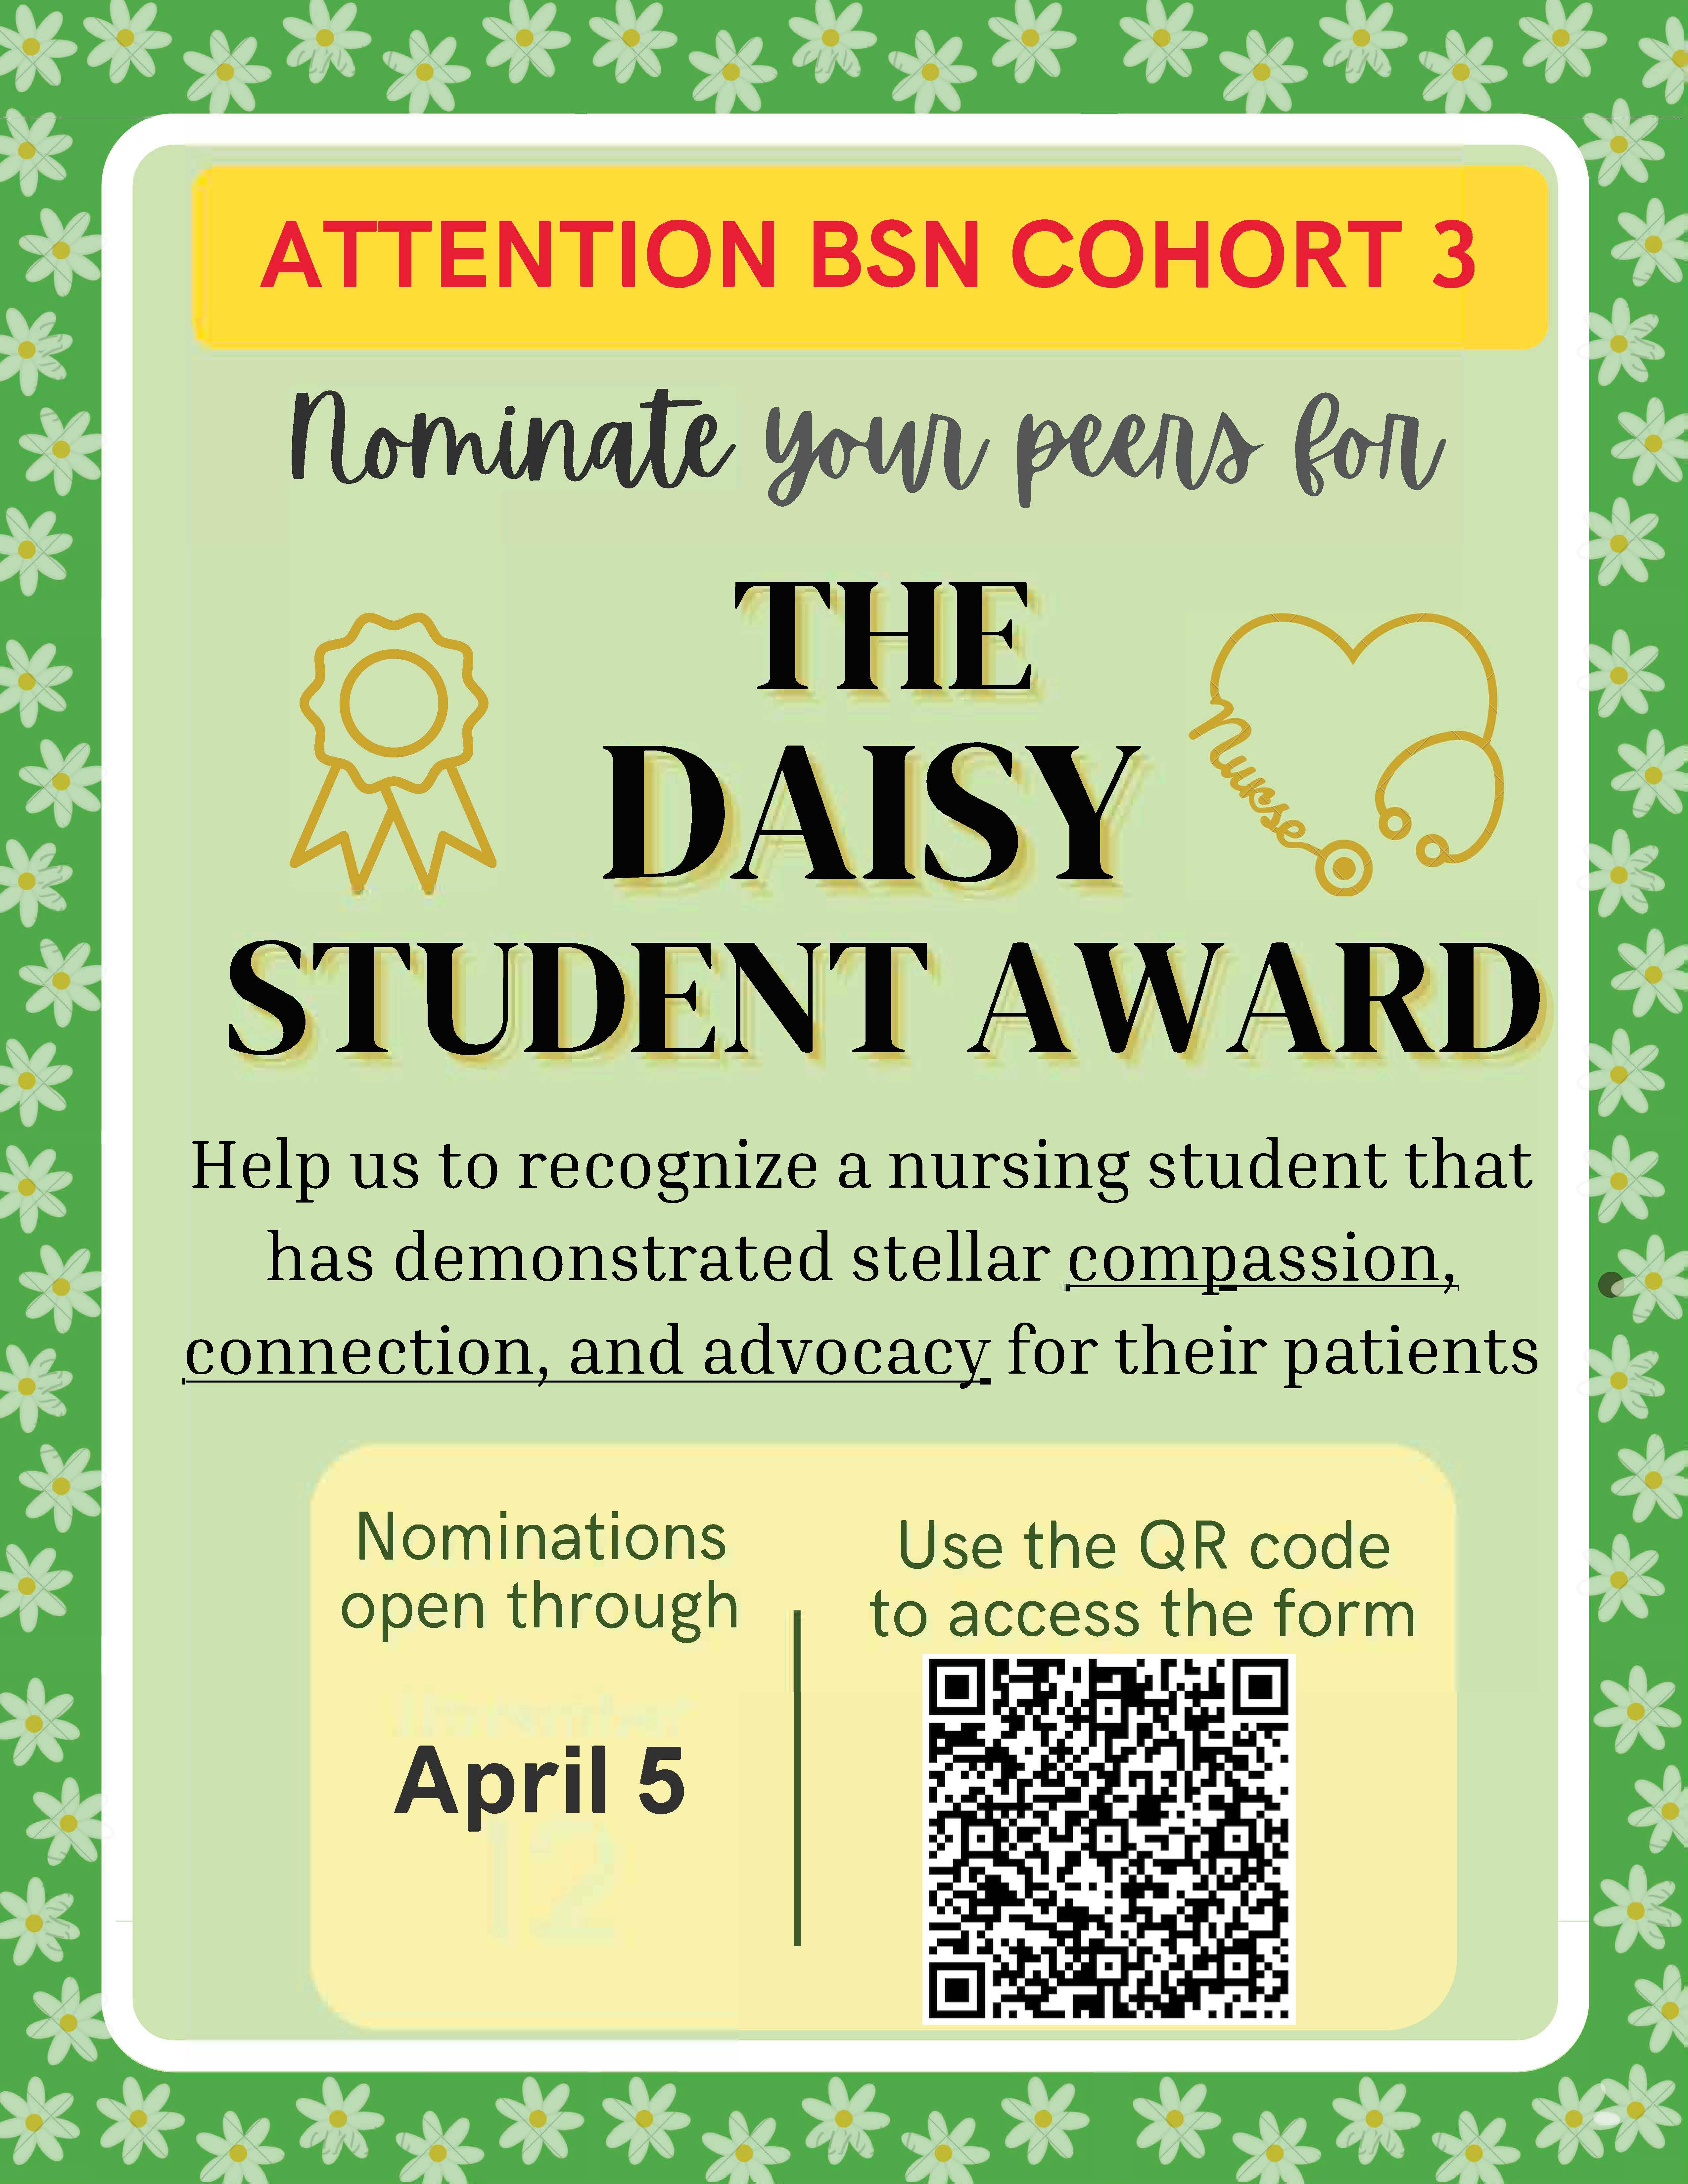 ATTENTION BSN COHORT 3
Nominate your peers for
THE
DAISY
STUDENT AWARD
Nurse
Help us to recognize a nursing student that
has demonstrated stellar compassion,
connection, and advocacy for their patients
Nominations
open through
April 5
12
Use the QR code
to access the form